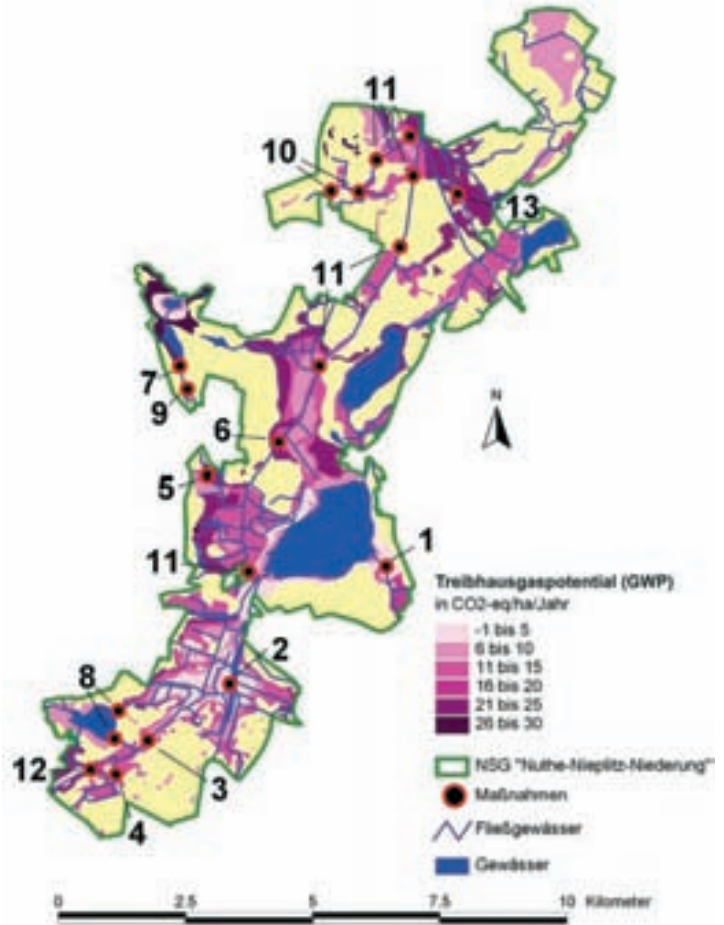 11
10
13
11
7
9
6
5
11
1
2
8
12
3
4
N
Treibhausgaspotential (GWP)
in CO2-eq/ha/Jahr
-1 bis 5
6 bis 10
11 bis 15
16 bis 20
21 bis 25
26 bis 30
NSG "Nuthe-Nieplitz-Niederung"
Maßnahmen
Fließgewässer
Gewässer
0 2.5 5 7.5 10 Kilometer